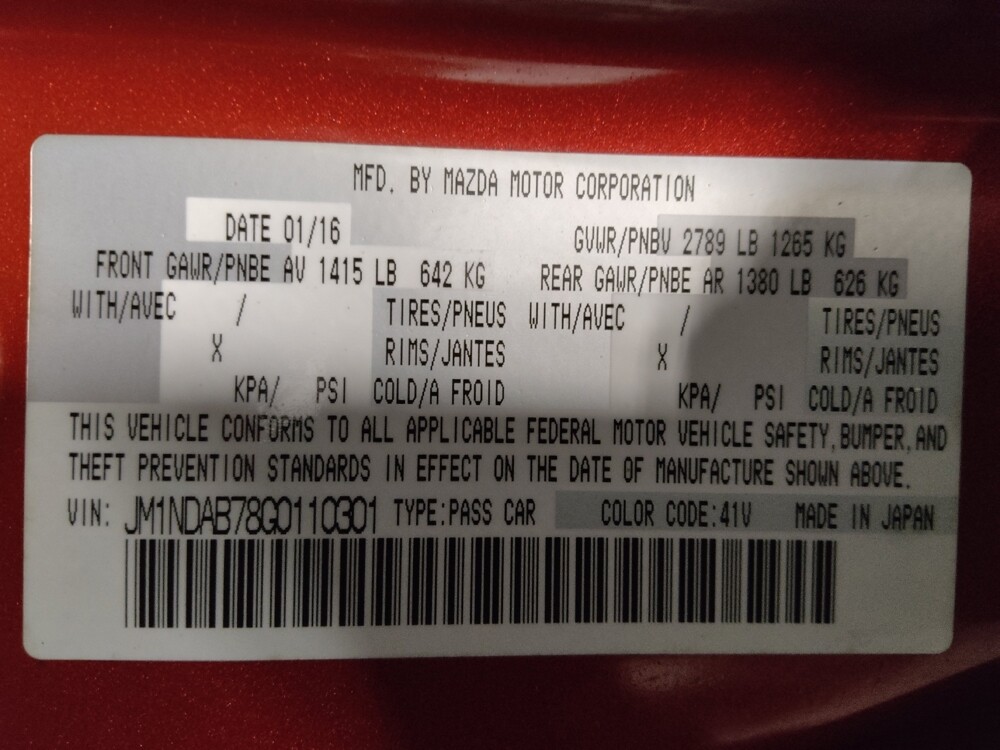 MFD. BY MAZDA MOTOR CORPORATION
DATE 01/16 GVWR/PNBV 2789 LB 1265 KG
FRONT GAWR/PNBE AV 1415 LB 642 KG REAR GAWR/PNBE AR 1380 LB 626 KG
WITH/AVEC / TIRES/PNEUS WITH/AVEC / TIRES/PNEUS
X RIMS/JANTES X RIMS/JANTES
KPA/ PSI COLD/A FROID KPA/ PSI COLD/A FROID
THIS VEHICLE CONFORMS TO ALL APPLICABLE FEDERAL MOTOR VEHICLE SAFETY, BUMPER, AND
THEFT PREVENTION STANDARDS IN EFFECT ON THE DATE OF MANUFACTURE SHOWN ABOVE.
VIN: JM1NDAB78G0110301 TYPE:PASS CAR COLOR CODE:41V MADE IN JAPAN